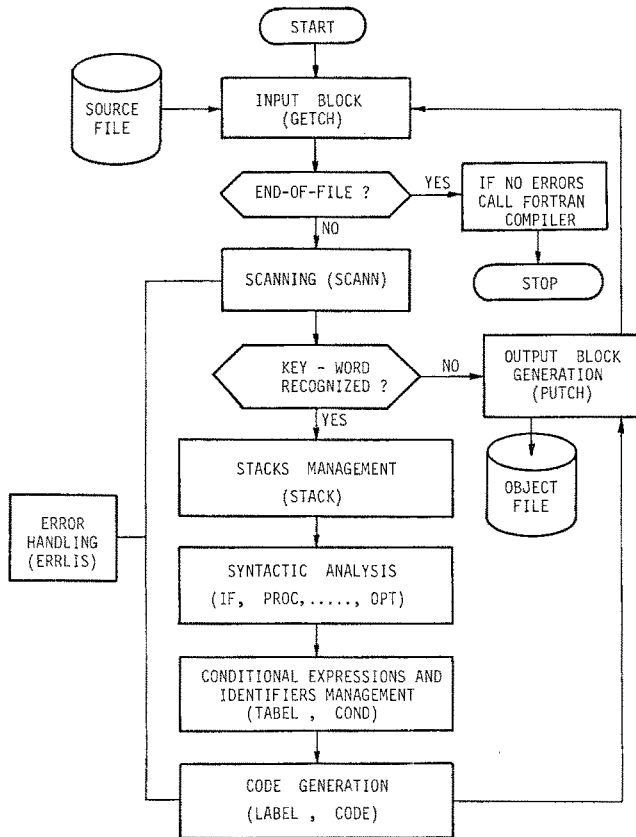 START
SOURCE
FILE
INPUT BLOCK
(GETCH)
END-OF-FILE ?
YES
IF NO ERRORS
CALL FORTRAN
COMPILER
NO
STOP
SCANNING (SCANN)
KEY - WORD
RECOGNIZED ?
NO
OUTPUT BLOCK
GENERATION
(PUTCH)
YES
STACKS MANAGEMENT
(STACK)
OBJECT
FILE
ERROR
HANDLING
(ERRLIS)
SYNTACTIC ANALYSIS
(IF, PROC,....., OPT)
CONDITIONAL EXPRESSIONS AND
IDENTIFIERS MANAGEMENT
(TABEL , COND)
CODE GENERATION
(LABEL , CODE)